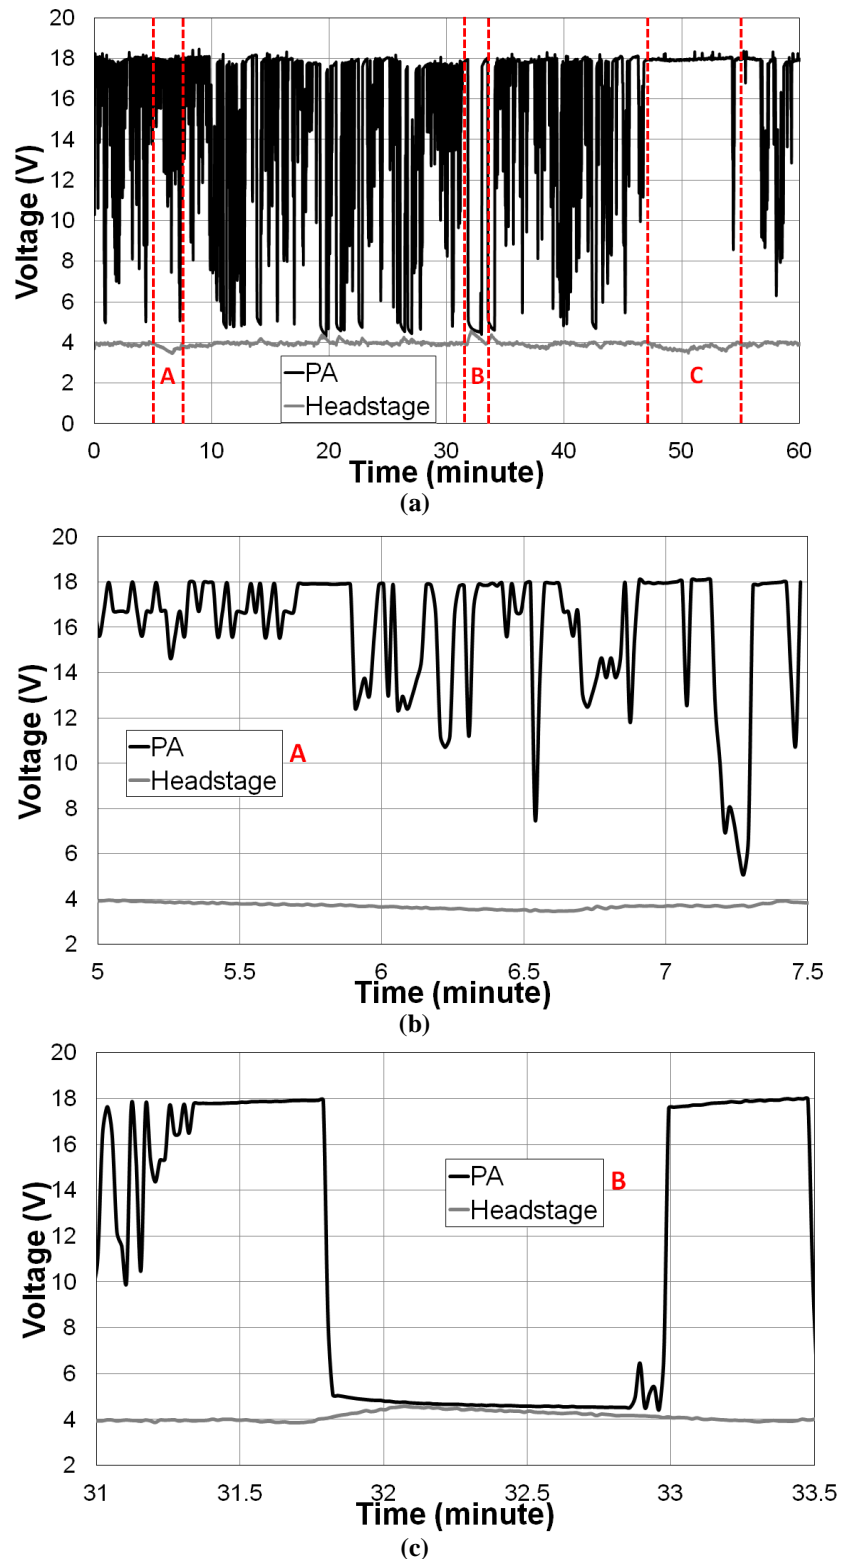 20
18
16
14
12
10
8
6
4
2
0
Voltage (V)
A
B
C
PA
Headstage
0
10
20
30
40
50
60
Time (minute)
(a)
20
18
16
14
12
10
8
6
4
2
Voltage (V)
PA
Headstage
A
5
5.5
6
6.5
7
7.5
Time (minute)
(b)
20
18
16
14
12
10
8
6
4
2
Voltage (V)
PA
Headstage
B
31
31.5
32
32.5
33
33.5
Time (minute)
(c)